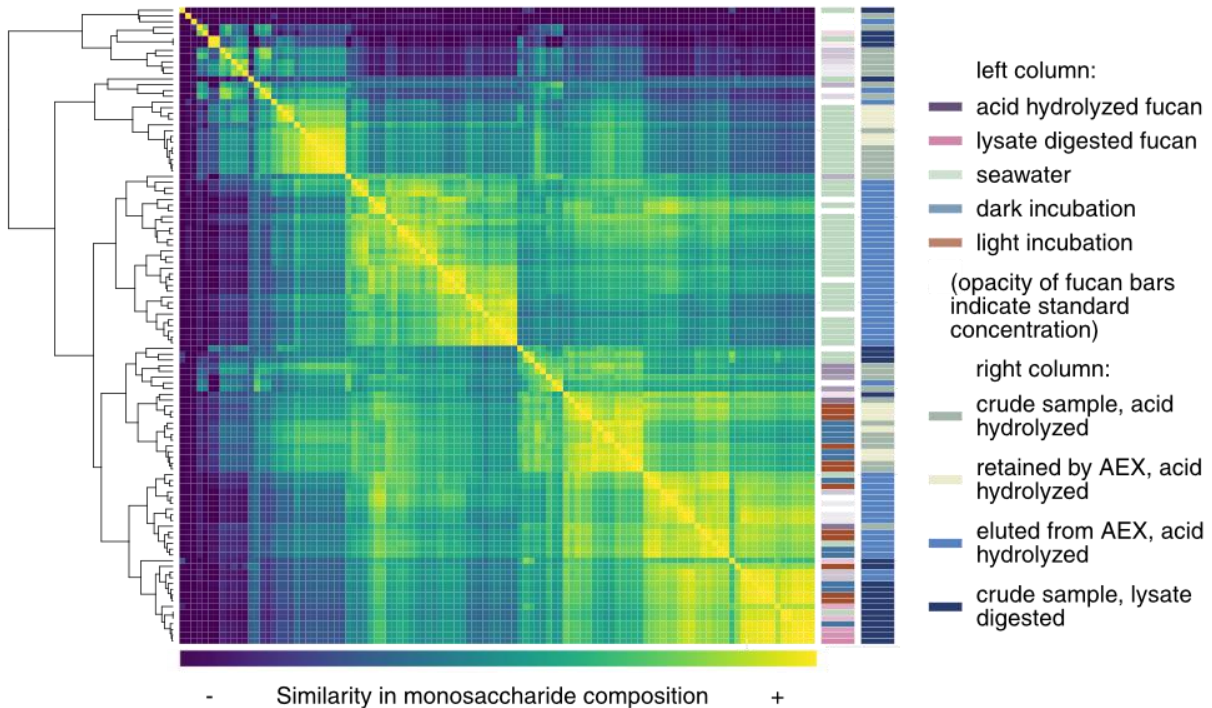 left column:
acid hydrolyzed fucan
lysate digested fucan
seawater
dark incubation
light incubation
(opacity of fucan bars
indicate standard
concentration)
right column:
crude sample, acid
hydrolyzed
retained by AEX, acid
hydrolyzed
eluted from AEX, acid
hydrolyzed
crude sample, lysate
digested
- Similarity in monosaccharide composition +